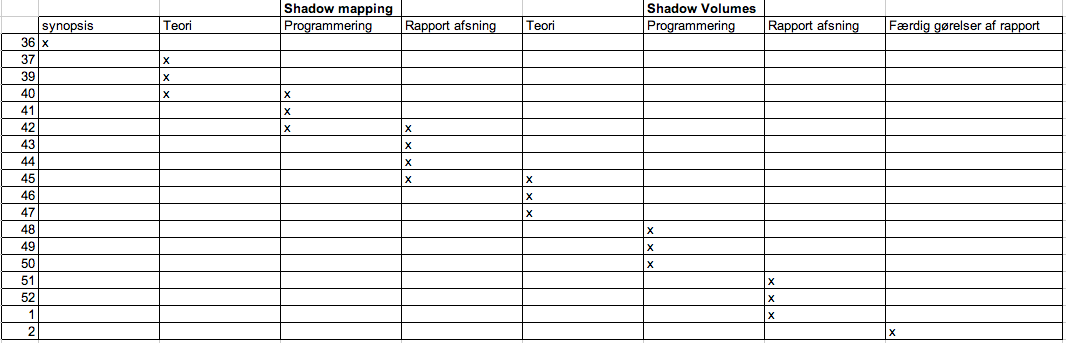 Shadow mapping Shadow Volumes
synopsis Teori Programmering Rapport afsning Teori Programmering Rapport afsning Færdig gørelser af rapport
36 x
37 x
39 x
40 x x
41 x
42 x x
43 x
44 x
45 x x
46 x
47 x
48 x
49 x
50 x
51 x
52 x
1 x
2 x